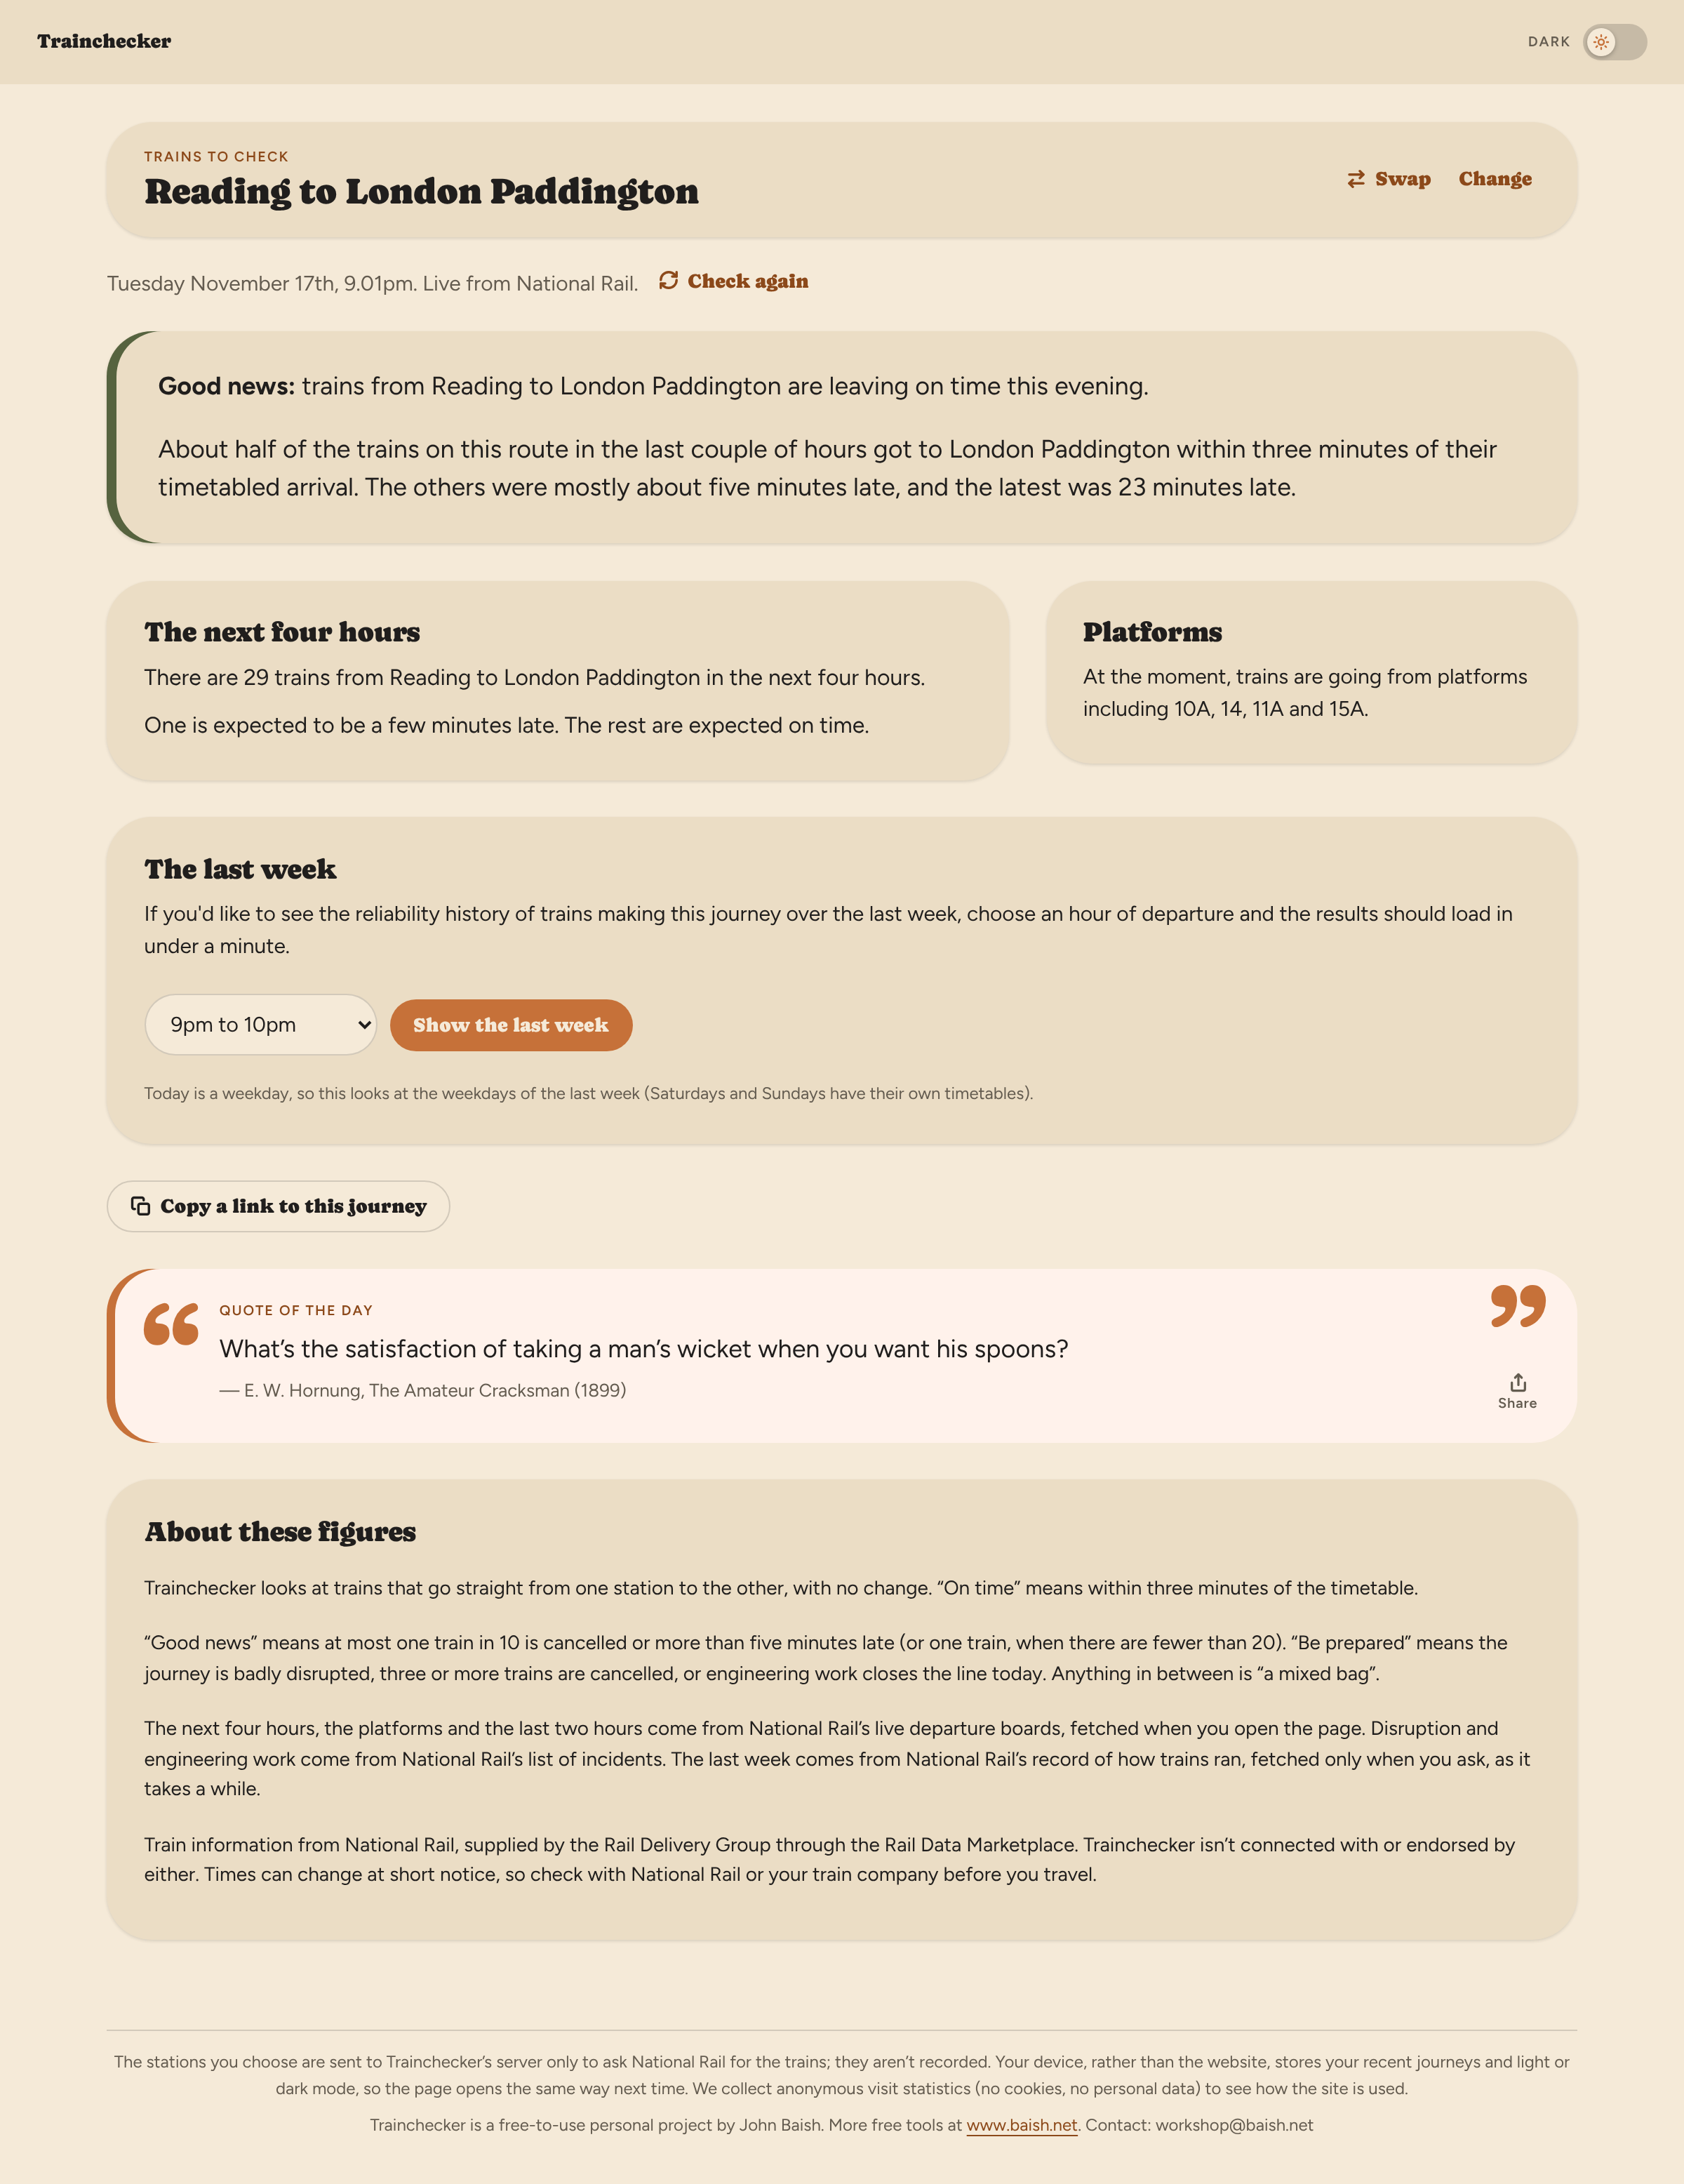 Trainchecker
DARK
TRAINS TO CHECK
Reading to London Paddington
Swap
Change
Tuesday November 17th, 9.01pm. Live from National Rail.
Check again
Good news: trains from Reading to London Paddington are leaving on time this evening.
About half of the trains on this route in the last couple of hours got to London Paddington within three minutes of their
timetabled arrival. The others were mostly about five minutes late, and the latest was 23 minutes late.
The next four hours
There are 29 trains from Reading to London Paddington in the next four hours.
One is expected to be a few minutes late. The rest are expected on time.
Platforms
At the moment, trains are going from platforms
including 10A, 14, 11A and 15A.
The last week
If you'd like to see the reliability history of trains making this journey over the last week, choose an hour of departure and the results should load in
under a minute.
9pm to 10pm
Show the last week
Today is a weekday, so this looks at the weekdays of the last week (Saturdays and Sundays have their own timetables).
Copy a link to this journey
“
QUOTE OF THE DAY
What’s the satisfaction of taking a man’s wicket when you want his spoons?
— E. W. Hornung, The Amateur Cracksman (1899)
”
Share
About these figures
Trainchecker looks at trains that go straight from one station to the other, with no change. “On time” means within three minutes of the timetable.
“Good news” means at most one train in 10 is cancelled or more than five minutes late (or one train, when there are fewer than 20). “Be prepared” means the
journey is badly disrupted, three or more trains are cancelled, or engineering work closes the line today. Anything in between is “a mixed bag”.
The next four hours, the platforms and the last two hours come from National Rail’s live departure boards, fetched when you open the page. Disruption and
engineering work come from National Rail’s list of incidents. The last week comes from National Rail’s record of how trains ran, fetched only when you ask, as it
takes a while.
Train information from National Rail, supplied by the Rail Delivery Group through the Rail Data Marketplace. Trainchecker isn’t connected with or endorsed by
either. Times can change at short notice, so check with National Rail or your train company before you travel.
The stations you choose are sent to Trainchecker’s server only to ask National Rail for the trains; they aren’t recorded. Your device, rather than the website, stores your recent journeys and light or
dark mode, so the page opens the same way next time. We collect anonymous visit statistics (no cookies, no personal data) to see how the site is used.
Trainchecker is a free-to-use personal project by John Baish. More free tools at www.baish.net. Contact: workshop@baish.net